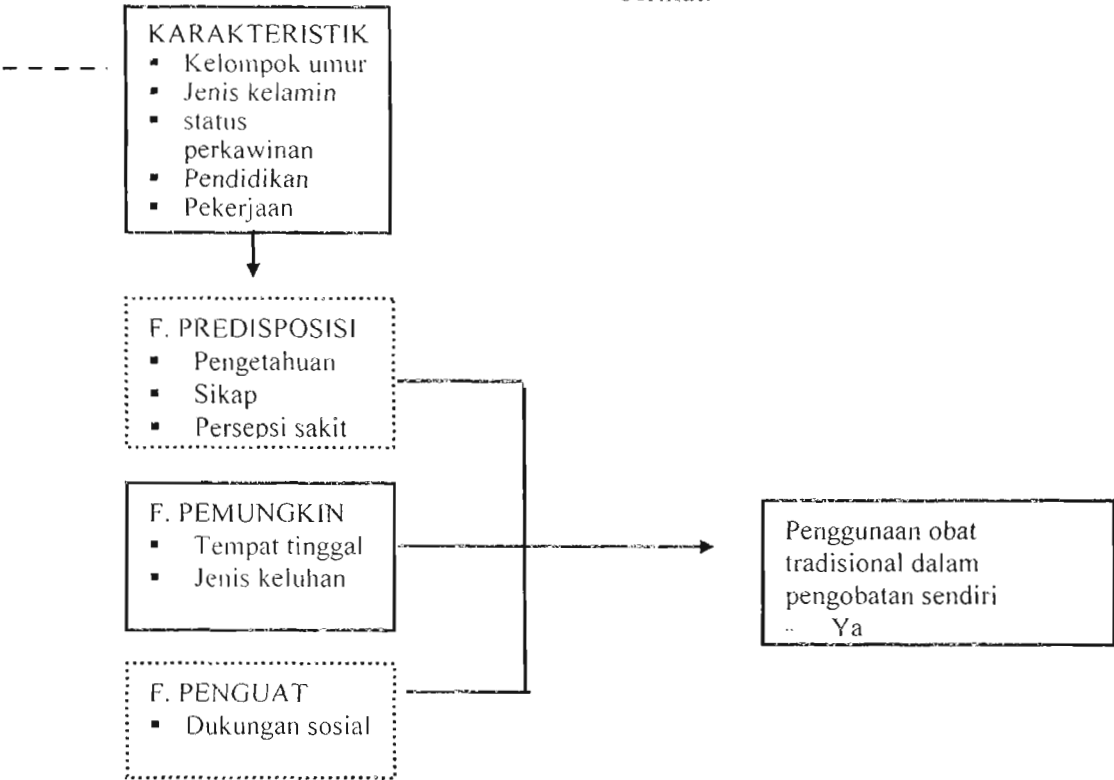 KARAKTERISTIK
▪ Kelompok umur
▪ Jenis kelamin
▪ status
perkawinan
▪ Pendidikan
▪ Pekerjaan
F. PREDISPOSISI
▪ Pengetahuan
▪ Sikap
▪ Persepsi sakit
F. PEMUNGKIN
▪ Tempat tinggal
▪ Jenis keluhan
F. PENGUAT
▪ Dukungan sosial
Penggunaan obat
tradisional dalam
pengobatan sendiri
Ya